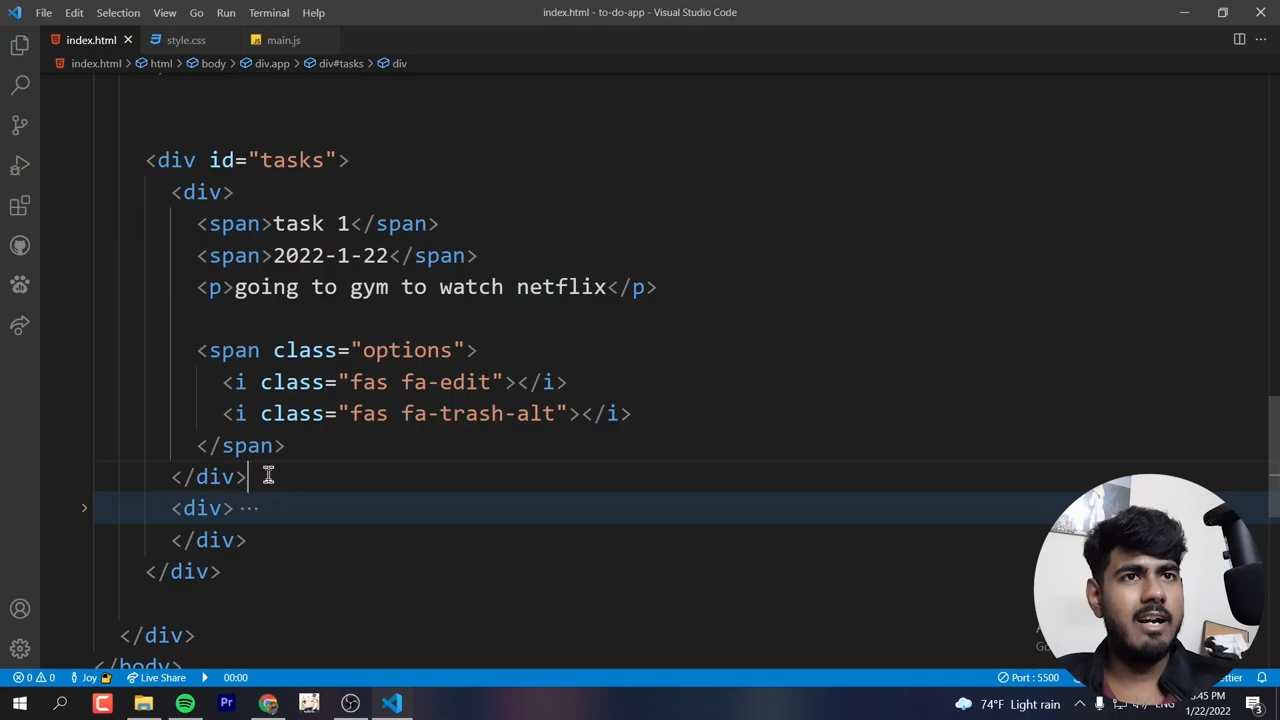 File Edit Selection View Go Run Terminal Help index.html - to-do-app - Visual Studio Code
index.html style.css main.js
index.html > html > body > div.app > div#tasks > div
<div id="tasks">
<div>
<span>task 1</span>
<span>2022-1-22</span>
<p>going to gym to watch netflix</p>
<span class="options">
<i class="fas fa-edit"></i>
<i class="fas fa-trash-alt"></i>
</span>
</div>
<div> ...
</div>
</div>
</div>
</body>
0 0 Joy Live Share 00:00 Port : 5500
74°F Light rain ENG
1/22/2022 3